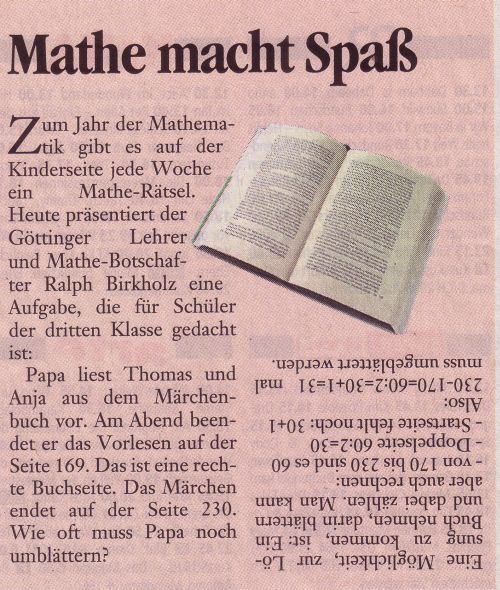 Mathe macht Spaß
Zum Jahr der Mathema-
tik gibt es auf der
Kinderseite jede Woche
ein Mathe-Rätsel.
Heute präsentiert der
Göttinger Lehrer
und Mathe-Botschaf-
ter Ralph Birkholz eine
Aufgabe, die für Schüler
der dritten Klasse gedacht
ist:
Papa liest Thomas und
Anja aus dem Märchen-
buch vor. Am Abend been-
det er das Vorlesen auf der
Seite 169. Das ist eine rech-
te Buchseite. Das Märchen
endet auf der Seite 230.
Wie oft muss Papa noch
umblättern?
Eine Möglichkeit, zur Lö-
sung zu kommen, ist: Ein
Buch nehmen, darin blättern
und dabei zählen. Man kann
aber auch rechnen:
- von 170 bis 230 sind es 60
- Doppelseite 60:2=30
- Startseite fehlt noch: 30+1
Also:
230-170=60:2=30+1=31 mal
muss umgeblättert werden.